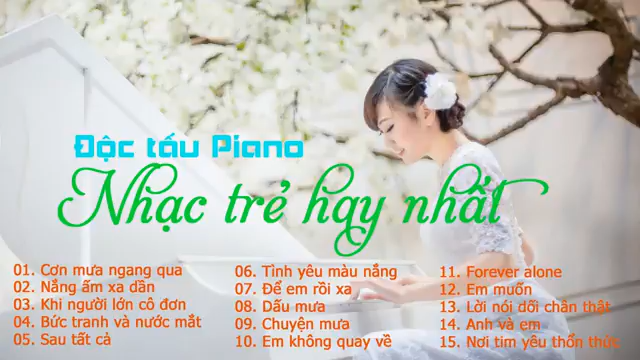 Độc tấu Piano
Nhạc trẻ hay nhất
01. Cơn mưa ngang qua
02. Nắng ấm xa dần
03. Khi người lớn cô đơn
04. Bức tranh và nước mắt
05. Sau tất cả
06. Tình yêu màu nắng
07. Để em rồi xa
08. Dấu mưa
09. Chuyện mưa
10. Em không quay về
11. Forever alone
12. Em muốn
13. Lời nói dối chân thật
14. Anh và em
15. Nơi tim yêu thổn thức